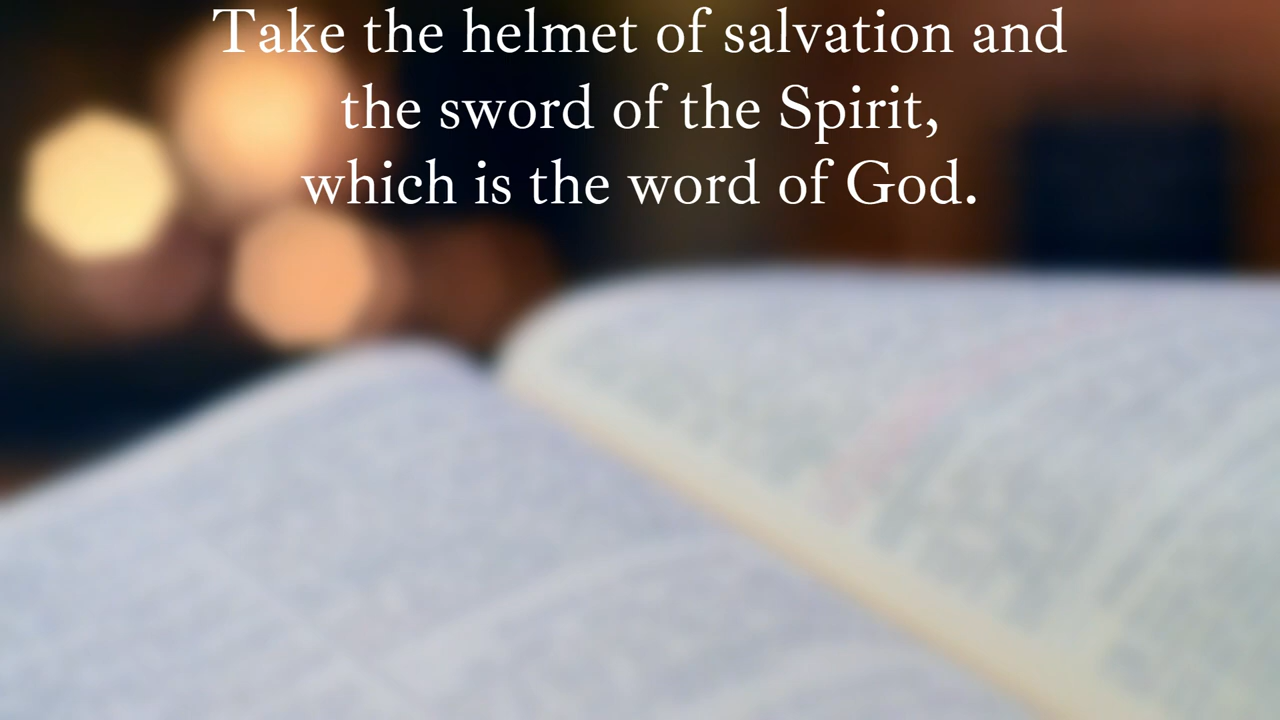 Take the helmet of salvation and
the sword of the Spirit,
which is the word of God.